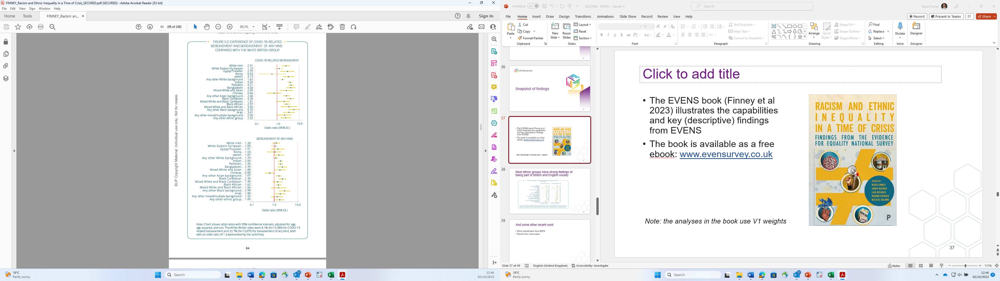 FINNEY_Racism and Ethnic Inequality in a Time of Crisis_SECURED.pdf (SECURED) - Adobe Acrobat Reader (32-bit)
File Edit View Sign Window Help
Home Tools FINNEY_Racism an... × Sign In
84 (98 of 248) 89.3%
FIGURE 5.2: EXPERIENCE OF COVID-19-RELATED
BEREAVEMENT AND BEREAVEMENT OF ANY KIND
COMPARED WITH THE WHITE BRITISH GROUP
COVID-19 RELATED BEREAVEMENT
White Irish - 2.31
White Eastern European - 1.13
Gypsy/Traveller - 2.75
Roma - 0.53
Jewish - 3.13
Any other White background - 1.62
Indian - 5.54
Pakistani - 4.21
Bangladeshi - 4.03
Mixed White and Asian - 2.45
Chinese - 0.64
Any other Asian background - 2.46
Black Caribbean - 4.26
Mixed White and Black Caribbean - 1.91
Black African - 2.57
Mixed White and Black African - 3.30
Any other Black background - 5.70
Arab - 3.41
Any other mixed/multiple background - 2.05
Any other ethnic group - 2.32
0.1 1.0 10.0
Odds ratio (95% CI )
BEREAVEMENT OF ANY KIND
White Irish - 1.28
White Eastern European - 1.05
Gypsy/Traveller - 1.51
Roma - 1.03
Jewish - 1.67
Any other White background - 1.24
Indian - 2.00
Pakistani - 1.94
Bangladeshi - 2.34
Mixed White and Asian - 1.89
Chinese - 0.68
Any other Asian background - 1.67
Black Caribbean - 2.39
Mixed White and Black Caribbean - 1.46
Black African - 1.62
Mixed White and Black African - 1.64
Any other Black background - 2.98
Arab - 1.88
Any other mixed/multiple background - 1.42
Any other ethnic group - 1.83
0.1 1.0 10.0
Odds ratio (95% CI )
Note: Chart shows odds ratios with 95% confidence intervals, adjusted for age,
age squared, and sex. The White British rates were 8.1% (N=13,389) for COVID-19
related bereavement and 22.7% (N=13,675) for bereavement of any kind, both
with an odds ratio of 1 (represented by the solid line).
84
BUP Copyright Material: Individual use only. Not for resale.
15°C
Partly sunny
Search
12:46
02/10/2023
AutoSave On 20231003 - EVENS • Saved Search Nissa Finney
File Home Insert Draw Design Transitions Animations Slide Show Record Review View Help Record Present in Teams Share
Paste Cut
Copy
Format Painter
Clipboard
New Slide Reuse Slides Layout
Reset
Section
Slides
18
Font
Text Direction
Align Text
Convert to SmartArt
Paragraph
Arrange Quick Styles Shape Fill
Shape Outline
Shape Effects
Drawing
Find
Replace
Select
Editing
Dictate
Voice
Designer
Designer
36
UK Data Service
Snapshot of findings
37
• The EVENS book (Finney et al
2023) illustrates the capabilities
and key (descriptive) findings
from EVENS
• The book is available as a free
ebook: www.evensurvey.co.uk
Note: the analyses in the book use V1 weights
38
Most ethnic groups have strong feelings of
being part of British and English society
39
And some other recent work:
• Ethnic identification from BSPS
• Racism from Laia's paper
Click to add title
• The EVENS book (Finney et al
2023) illustrates the capabilities
and key (descriptive) findings
from EVENS
• The book is available as a free
ebook: www.evensurvey.co.uk
Note: the analyses in the book use V1 weights
RACISM AND ETHNIC
INEQUALITY
IN A TIME OF CRISIS
FINDINGS FROM THE EVIDENCE
FOR EQUALITY NATIONAL SURVEY
EDITED BY
NISSA FINNEY
JAMES NAZROO
LAIA BÉCARES
DHARMI KAPADIA
NATALIE SHLOMO
P
37
Slide 37 of 49 English (United Kingdom) Accessibility: Investigate Notes 111%
15°C
Partly sunny
Search
12:46
02/10/2023
21